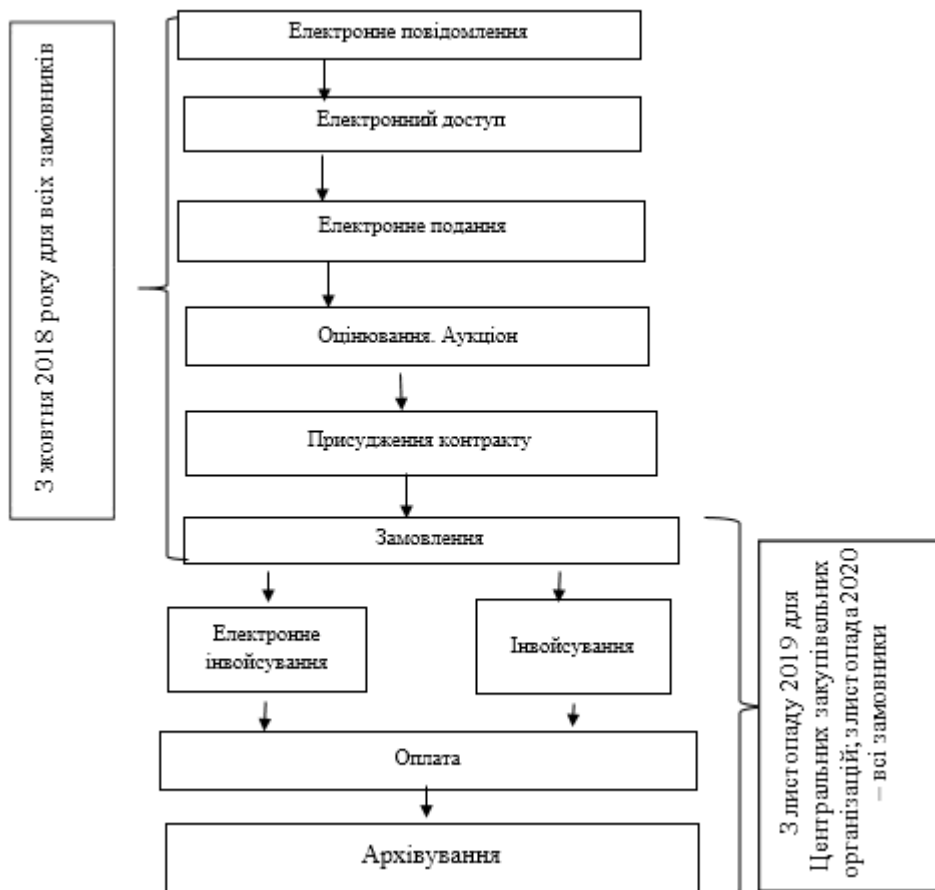 З жовтня 2018 року для всіх замовників
Електронне повідомлення
Електронний доступ
Електронне подання
Оцінювання. Аукціон
Присудження контракту
Замовлення
Електронне
інвойсування
Інвойсування
Оплата
Архівування
З листопаду 2019 для
Центральних закупівельних
організацій; з листопада 2020
– всі замовники